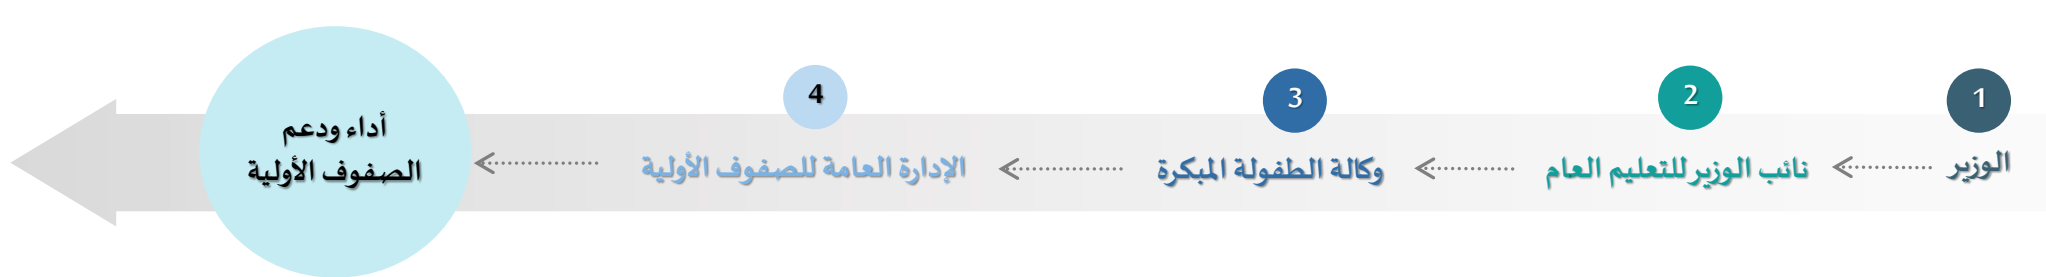 1
الوزير
2
نائب الوزير للتعليم العام
3
وكالة الطفولة المبكرة
4
الإدارة العامة للصفوف الأولية
أداء ودعم
الصفوف الأولية